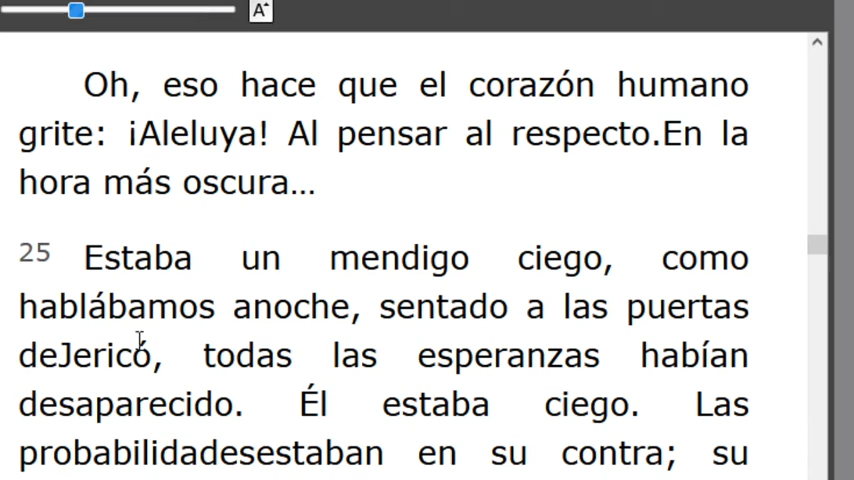 A
Oh, eso hace que el corazón humano
grite: ¡Aleluya! Al pensar al respecto.En la
hora más oscura...
25 Estaba un mendigo ciego, como
hablábamos anoche, sentado a las puertas
deJericó, todas las esperanzas habían
desaparecido. Él estaba ciego. Las
probabilidadesestaban en su contra; su